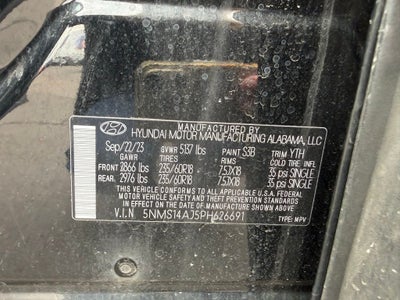 MANUFACTURED BY
HYUNDAI MOTOR MANUFACTURING ALABAMA, LLC
Sep/22/23 GVWR 5137 lbs PAINT S3B TRIM YTH
GAWR TIRES RIMS COLD TIRE INFL.
FRONT 2866 lbs 235/60R18 7.5JX18 35 psi SINGLE
REAR 2976 lbs 235/60R18 7.5JX18 35 psi SINGLE
THIS VEHICLE CONFORMS TO ALL APPLICABLE U.S.A. FEDERAL
MOTOR VEHICLE SAFETY AND THEFT PREVENTION STANDARDS
IN EFFECT ON THE DATE OF MANUFACTURE SHOWN ABOVE.
V.I.N 5NMS14AJ5PH626691 TYPE: MPV